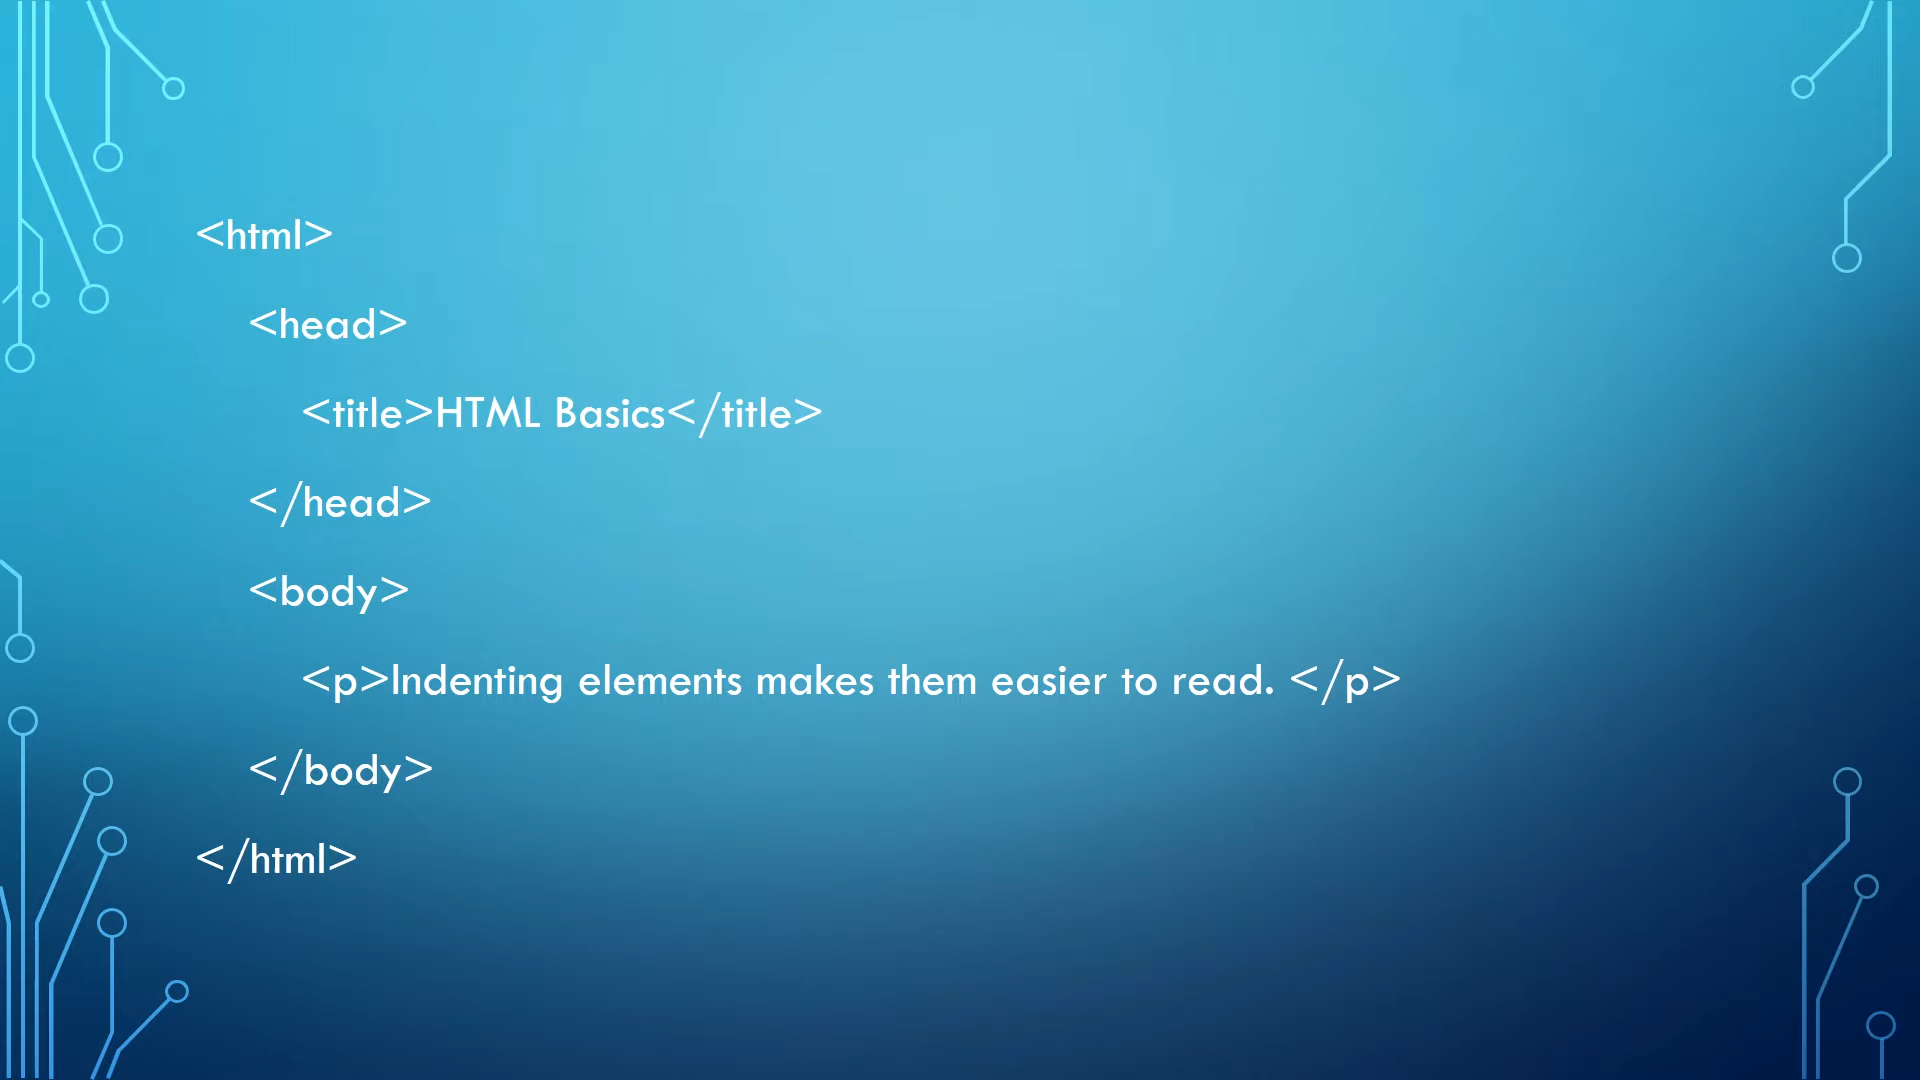 <html>
<head>
<title>HTML Basics</title>
</head>
<body>
<p>Indenting elements makes them easier to read. </p>
</body>
</html>